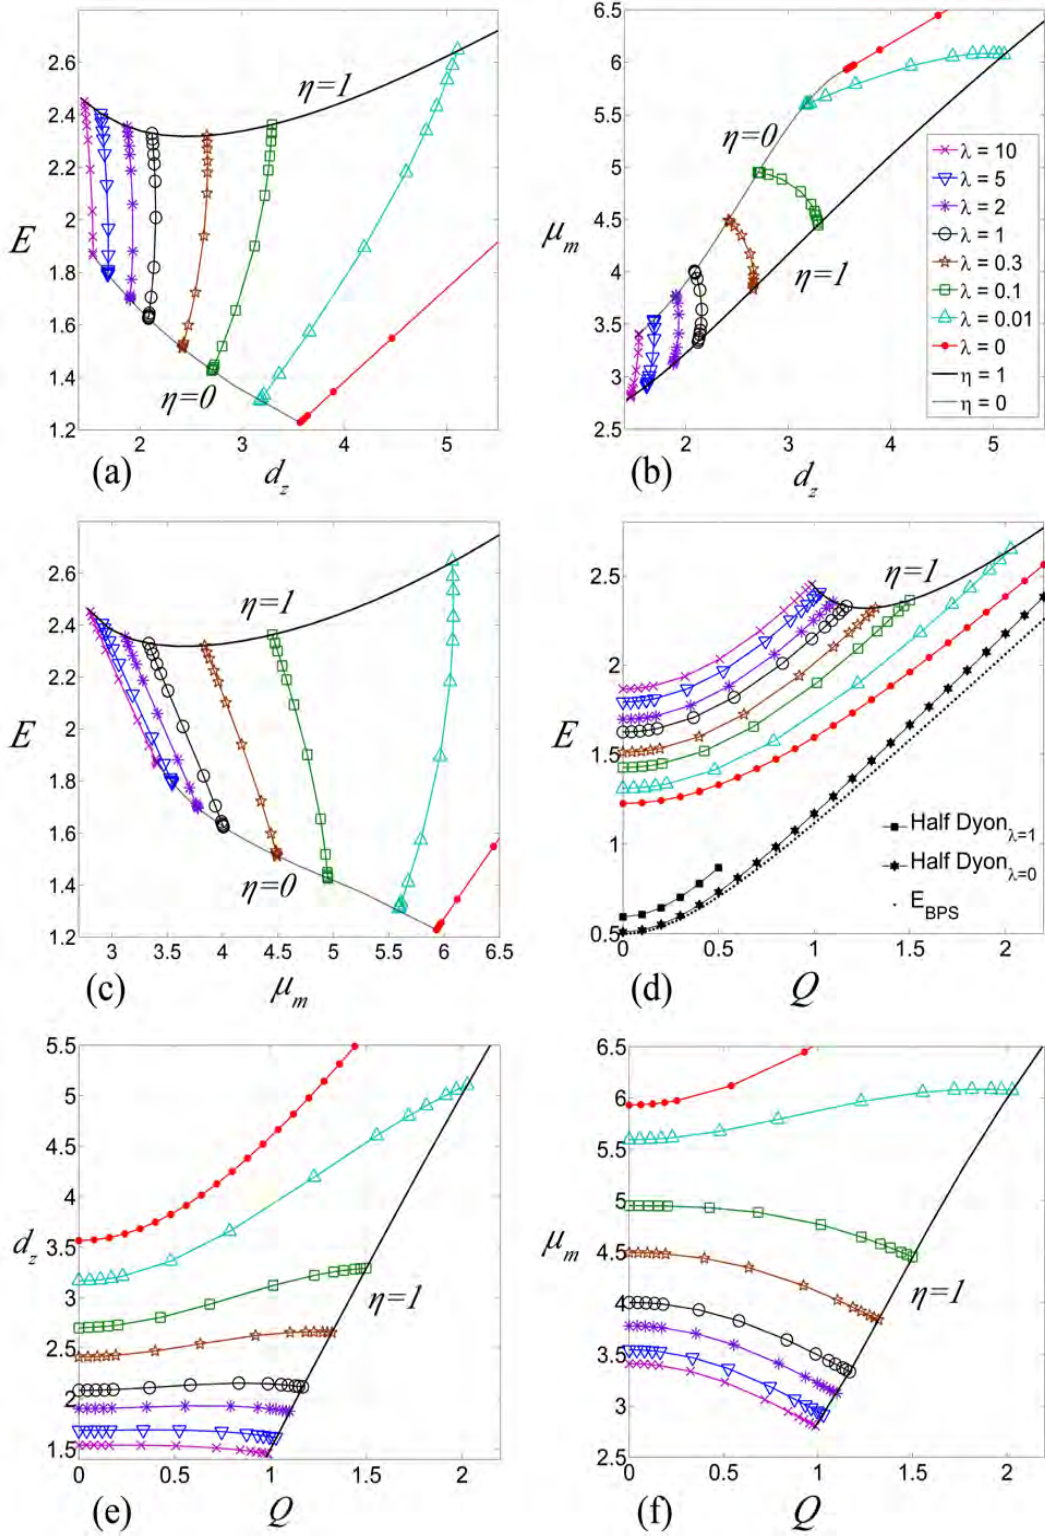 2.6
2.4
2.2
2
1.8
1.6
1.4
1.2
E
η=1
η=0
2
3
4
5
(a)
d_z
6.5
6
5.5
5
4.5
4
3.5
3
2.5
μ_m
η=0
η=1
λ = 10
λ = 5
λ = 2
λ = 1
λ = 0.3
λ = 0.1
λ = 0.01
λ = 0
η = 1
η = 0
2
3
4
5
(b)
d_z
2.6
2.4
2.2
2
1.8
1.6
1.4
1.2
E
η=1
η=0
3
3.5
4
4.5
5
5.5
6
6.5
(c)
μ_m
2.5
2
1.5
1
0.5
E
η=1
Half Dyon_λ=1
Half Dyon_λ=0
E_BPS
0
0.5
1
1.5
2
(d)
Q
5.5
5
4.5
4
3.5
3
2.5
2
1.5
d_z
η=1
0
0.5
1
1.5
2
(e)
Q
6.5
6
5.5
5
4.5
4
3.5
3
2.5
μ_m
η=1
0
0.5
1
1.5
2
(f)
Q